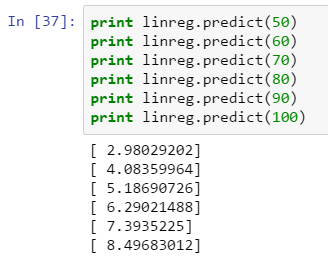 In [37]: print linreg.predict(50)
print linreg.predict(60)
print linreg.predict(70)
print linreg.predict(80)
print linreg.predict(90)
print linreg.predict(100)
[ 2.98029202]
[ 4.08359964]
[ 5.18690726]
[ 6.29021488]
[ 7.3935225]
[ 8.49683012]